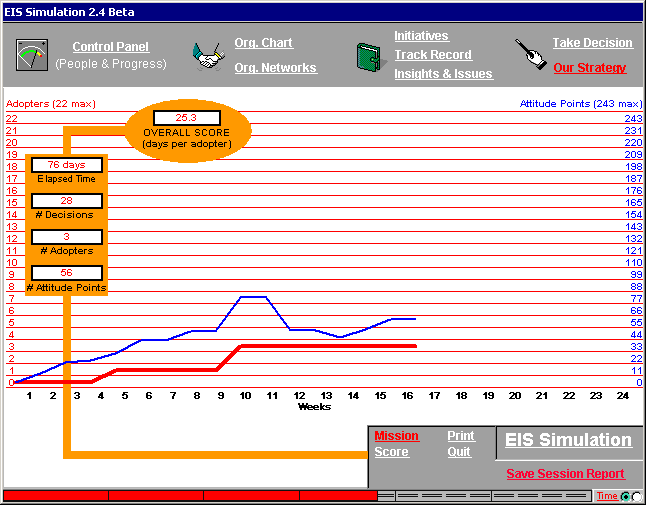 EIS Simulation 2.4 Beta
Control Panel
(People & Progress)
Org. Chart
Org. Networks
Initiatives
Track Record
Insights & Issues
Take Decision
Our Strategy
Adopters (22 max)
Attitude Points (243 max)
25.3
OVERALL SCORE
(days per adopter)
76 days
Elapsed Time
28
# Decisions
3
# Adopters
56
# Attitude Points
22 243
21 231
20 220
19 209
18 198
17 187
16 176
15 165
14 154
13 143
12 132
11 121
10 110
9 99
8 88
7 77
6 66
5 55
4 44
3 33
2 22
1 11
0 0
1 2 3 4 5 6 7 8 9 10 11 12 13 14 15 16 17 18 19 20 21 22 23 24
Weeks
Mission
Score
Print
Quit
EIS Simulation
Save Session Report
Time